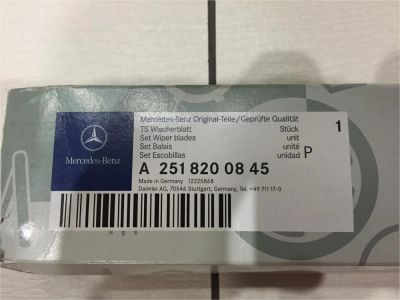 Mercedes-Benz Original-Teile/Geprüfte Qualität
TS Wischerblatt Stück 1
Set Wiper blades unit
Set Balais unité
Set Escobillas unidad P
Mercedes-Benz
A 251 820 08 45
Made in Germany 12225868
Daimler AG, 70546 Stuttgart, Germany, Tel. +49 711 17-0